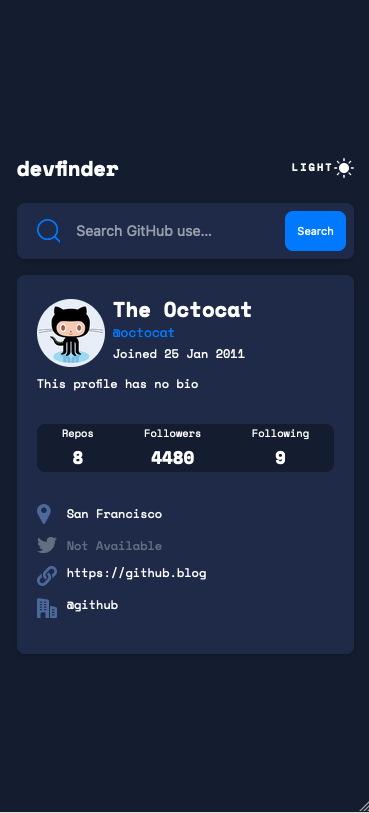 devfinder
LIGHT
Search GitHub use...
Search
The Octocat
@octocat
Joined 25 Jan 2011
This profile has no bio
Repos Followers Following
8 4480 9
San Francisco
Not Available
https://github.blog
@github